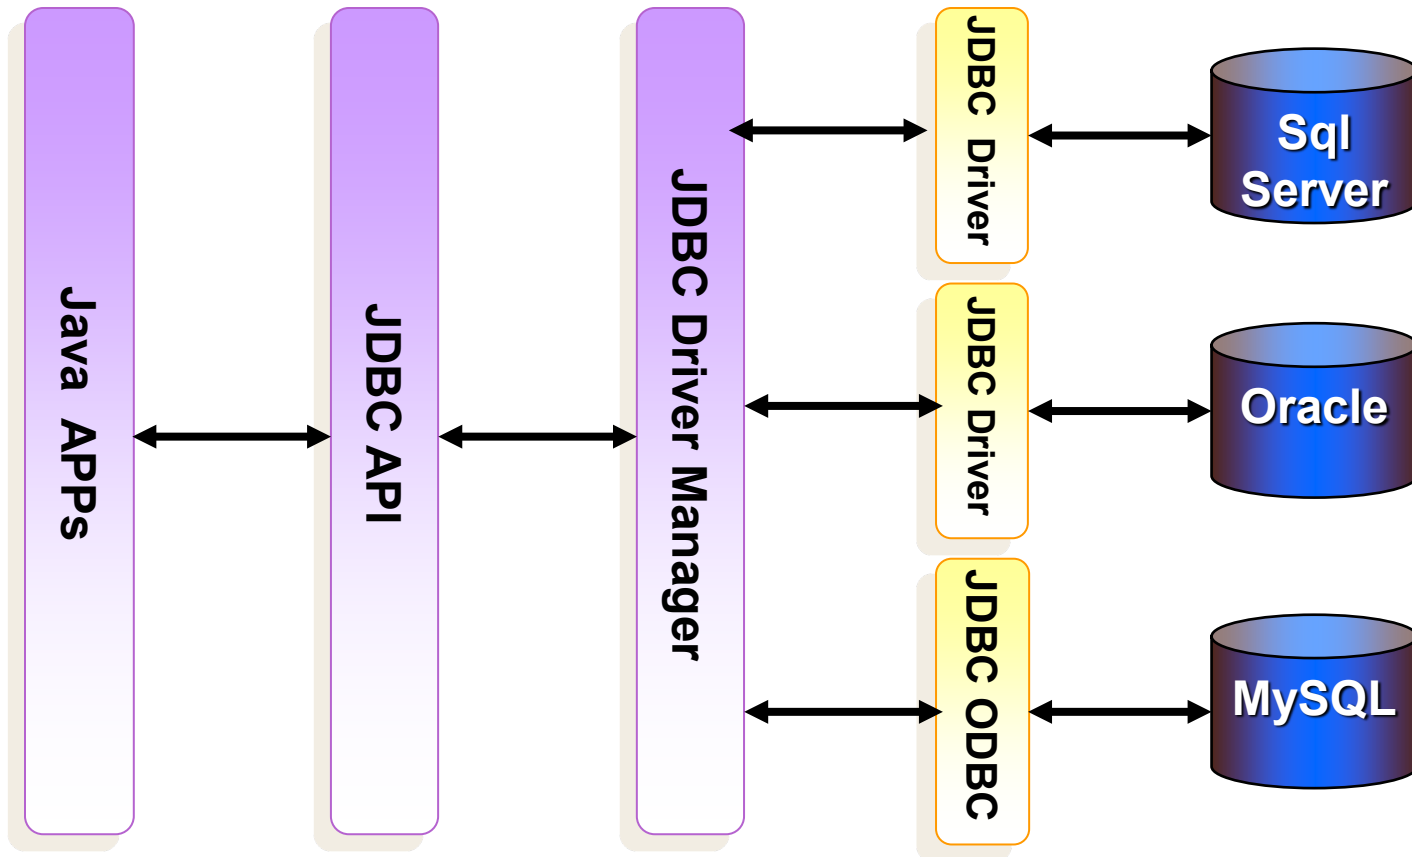 Java APPs
JDBC API
JDBC Driver Manager
JDBC Driver
Sql
Server
JDBC Driver
Oracle
JDBC ODBC
MySQL